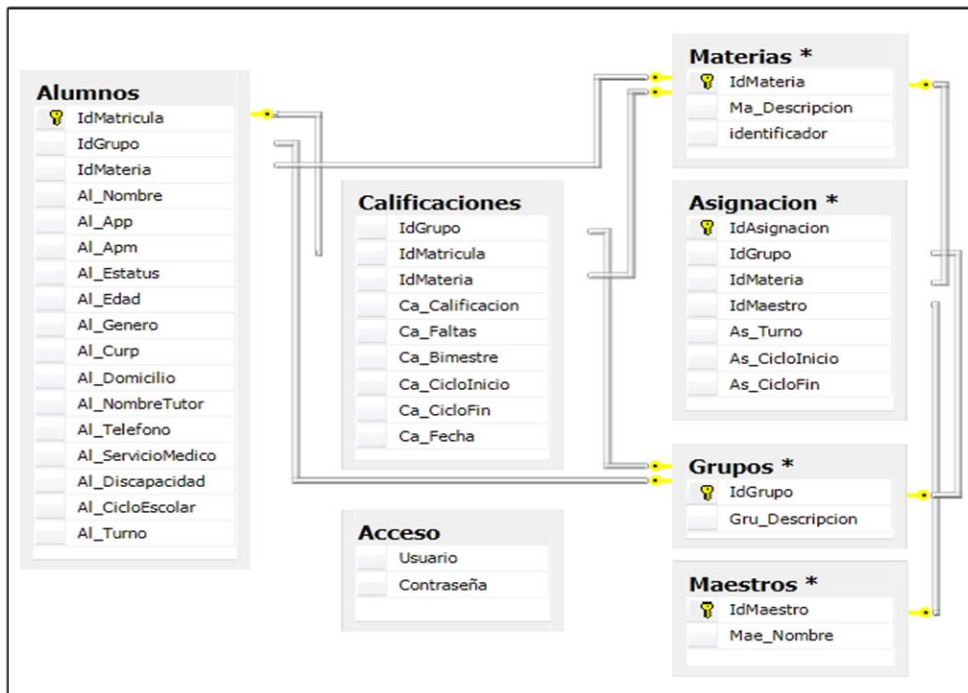 Alumnos
IdMatricula
IdGrupo
IdMateria
Al_Nombre
Al_App
Al_Apm
Al_Estatus
Al_Edad
Al_Genero
Al_Curp
Al_Domicilio
Al_NombreTutor
Al_Telefono
Al_ServicioMedico
Al_Discapacidad
Al_CicloEscolar
Al_Turno
Calificaciones
IdGrupo
IdMatricula
IdMateria
Ca_Calificacion
Ca_Faltas
Ca_Bimestre
Ca_CicloInicio
Ca_CicloFin
Ca_Fecha
Acceso
Usuario
Contraseña
Materias *
IdMateria
Ma_Descripcion
identificador
Asignacion *
IdAsignacion
IdGrupo
IdMateria
IdMaestro
As_Turno
As_CicloInicio
As_CicloFin
Grupos *
IdGrupo
Gru_Descripcion
Maestros *
IdMaestro
Mae_Nombre